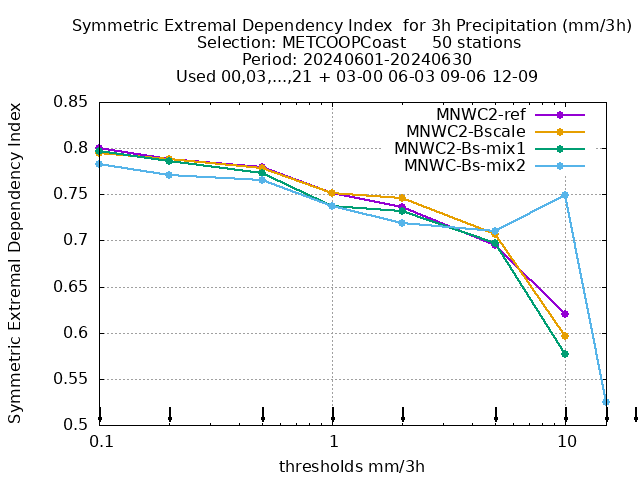 Symmetric Extremal Dependency Index  for 3h Precipitation (mm/3h)
Selection: METCOOPCoast     50 stations
Period: 20240601-20240630
Used 00,03,...,21 + 03-00 06-03 09-06 12-09
MNWC2-ref
MNWC2-Bscale
MNWC2-Bs-mix1
MNWC-Bs-mix2
Symmetric Extremal Dependency Index
0.85
0.8
0.75
0.7
0.65
0.6
0.55
0.5
0.1 1 10
thresholds mm/3h